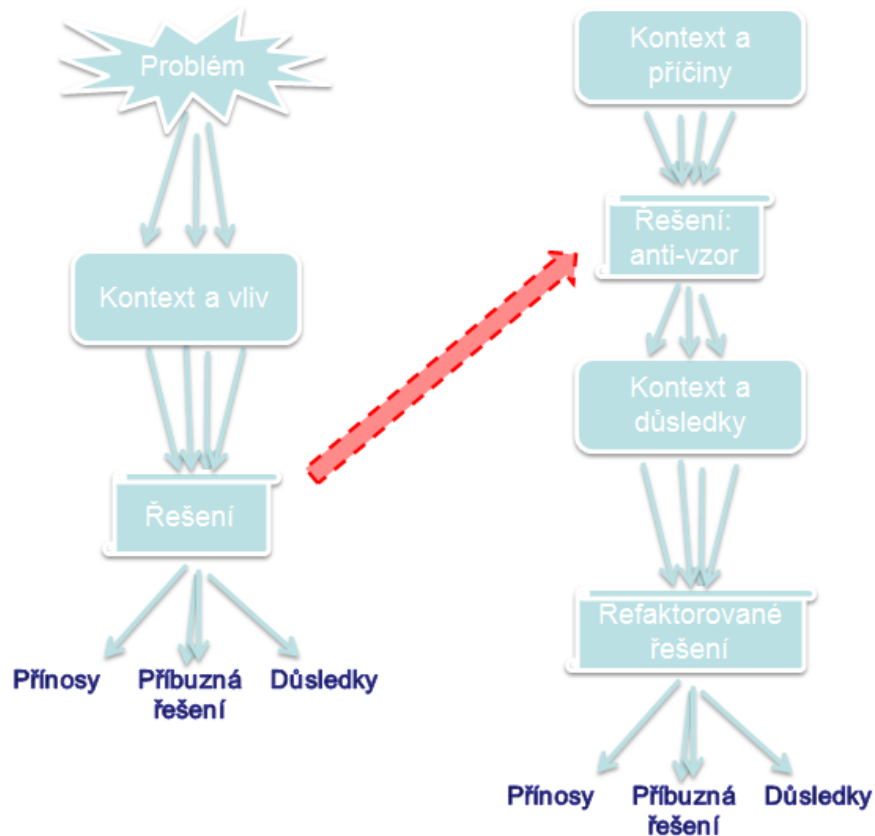 Problém
Kontext a vliv
Řešení
Přínosy
Příbuzná
řešení
Důsledky
Kontext a
příčiny
Řešení:
anti-vzor
Kontext a
důsledky
Refaktorované
řešení
Přínosy
Příbuzná
řešení
Důsledky